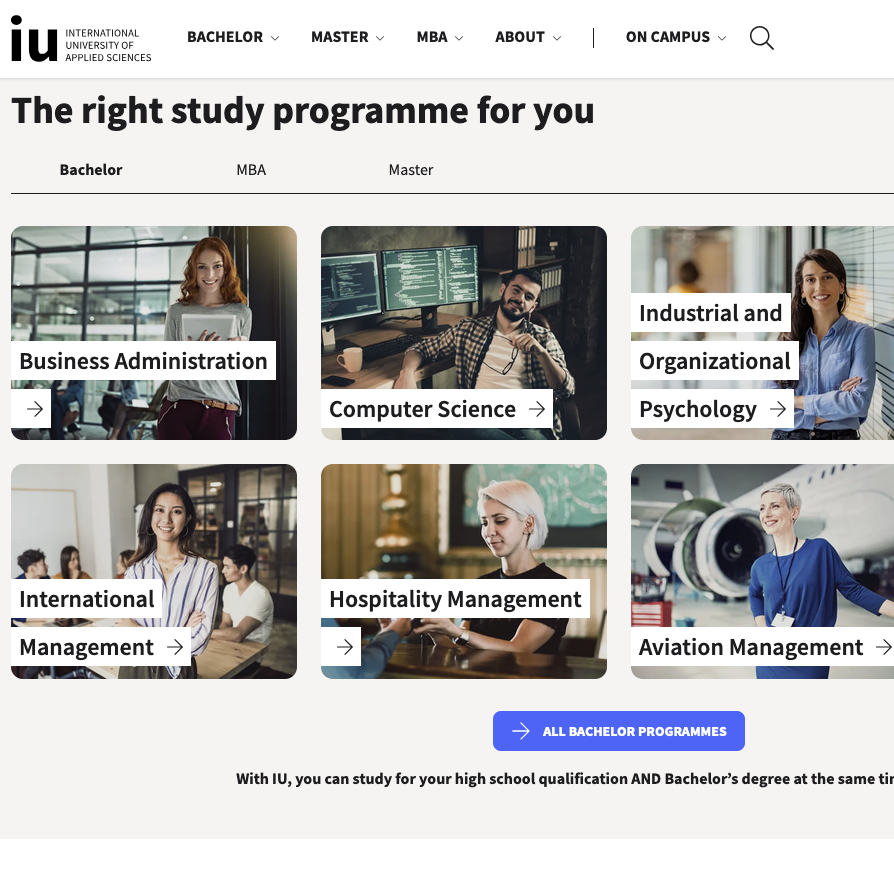 iu INTERNATIONAL
UNIVERSITY OF
APPLIED SCIENCES
BACHELOR MASTER MBA ABOUT ON CAMPUS
The right study programme for you
Bachelor MBA Master
Business Administration
Computer Science
Industrial and
Organizational
Psychology
International
Management
Hospitality Management
Aviation Management
ALL BACHELOR PROGRAMMES
With IU, you can study for your high school qualification AND Bachelor’s degree at the same